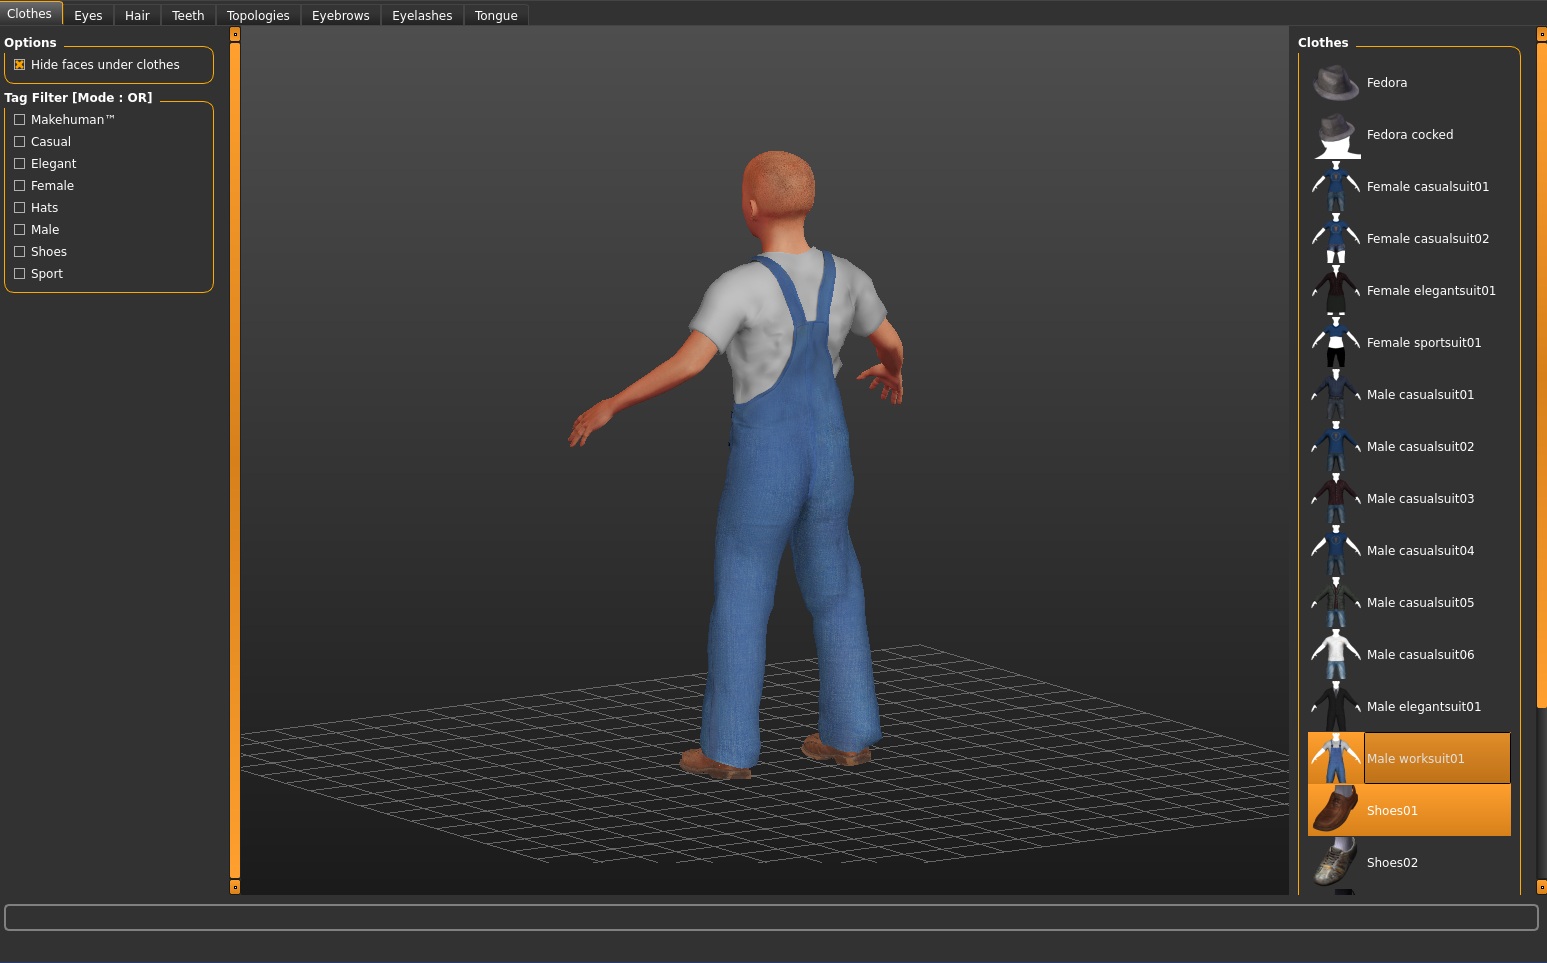 Clothes
Eyes
Hair
Teeth
Topologies
Eyebrows
Eyelashes
Tongue
Options
Hide faces under clothes
Tag Filter [Mode : OR]
Makehuman™
Casual
Elegant
Female
Hats
Male
Shoes
Sport
Clothes
Fedora
Fedora cocked
Female casualsuit01
Female casualsuit02
Female elegantsuit01
Female sportsuit01
Male casualsuit01
Male casualsuit02
Male casualsuit03
Male casualsuit04
Male casualsuit05
Male casualsuit06
Male elegantsuit01
Male worksuit01
Shoes01
Shoes02